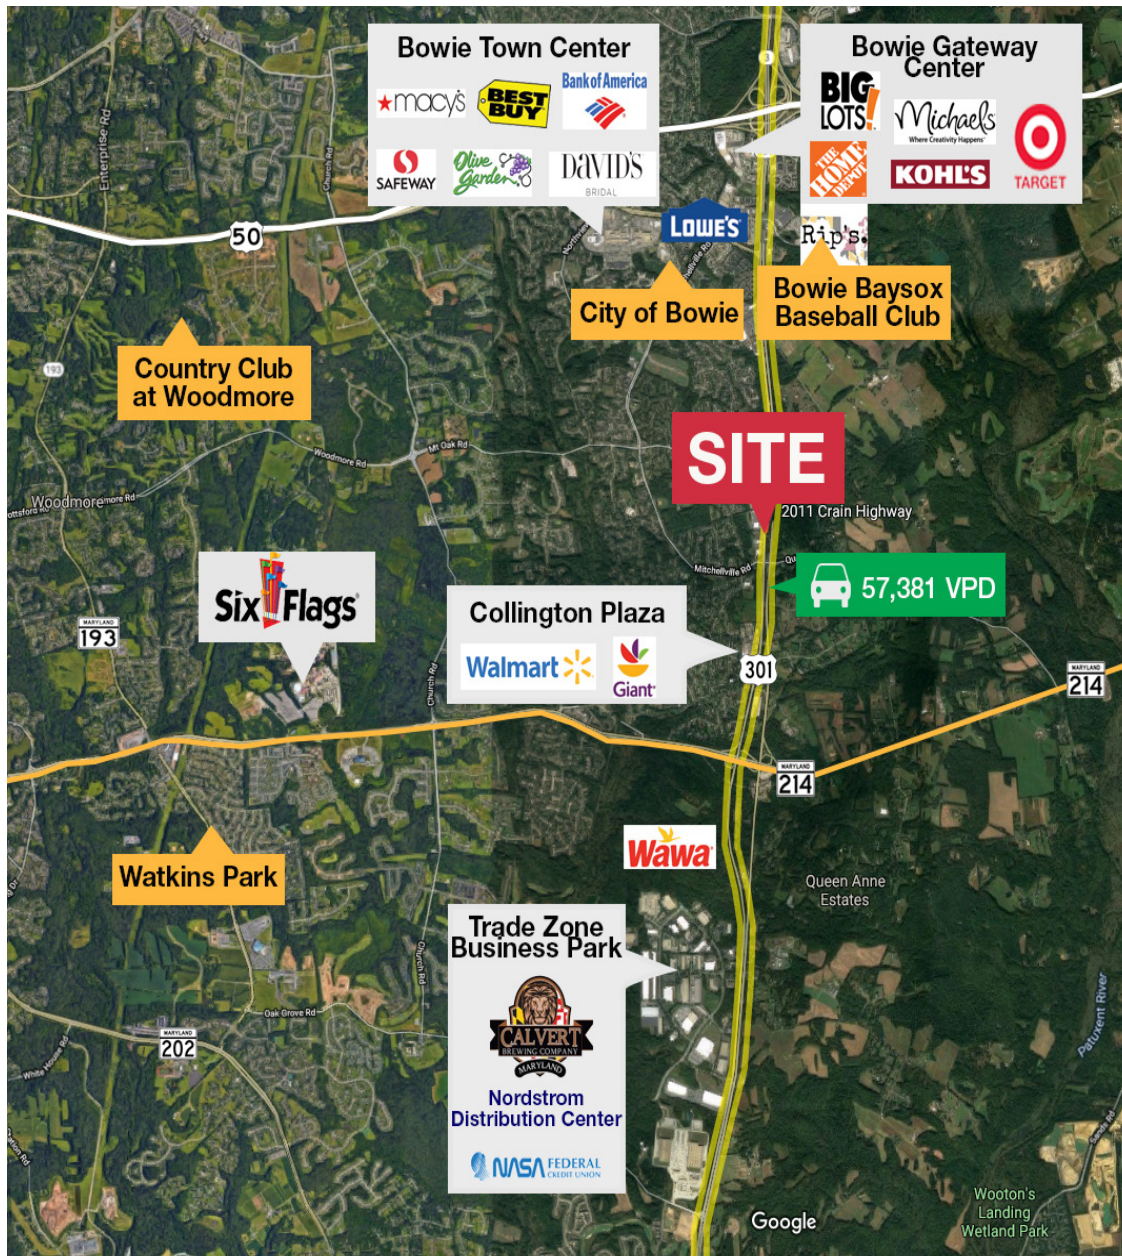 Bowie Town Center
macy's
BEST
BUY
Bank of America
SAFEWAY
Olive
Garden
DAVID'S
BRIDAL
3
Bowie Gateway
Center
BIG
LOTS!
Michaels
Where Creativity Happens
THE
HOME
DEPOT
KOHL'S
TARGET
Rip's.
LOWE'S
Enterprise Rd
Church Rd
50
Northview
City of Bowie
Bowie Baysox
Baseball Club
Country Club
at Woodmore
193
Mt Oak Rd
Woodmore Rd
Woodmore
SITE
2011 Crain Highway
Mitchellville Rd
57,381 VPD
Six Flags
MARYLAND
193
Collington Plaza
Walmart
Giant
301
Church Rd
MARYLAND
214
MARYLAND
214
Wawa
Watkins Park
Queen Anne
Estates
Trade Zone
Business Park
CALVERT
BREWING COMPANY
MARYLAND
Nordstrom
Distribution Center
NASA FEDERAL
CREDIT UNION
Church Rd
Oak Grove Rd
MARYLAND
202
White House Rd
Patuxent River
Sands Rd
Wooton's
Landing
Wetland Park
Google